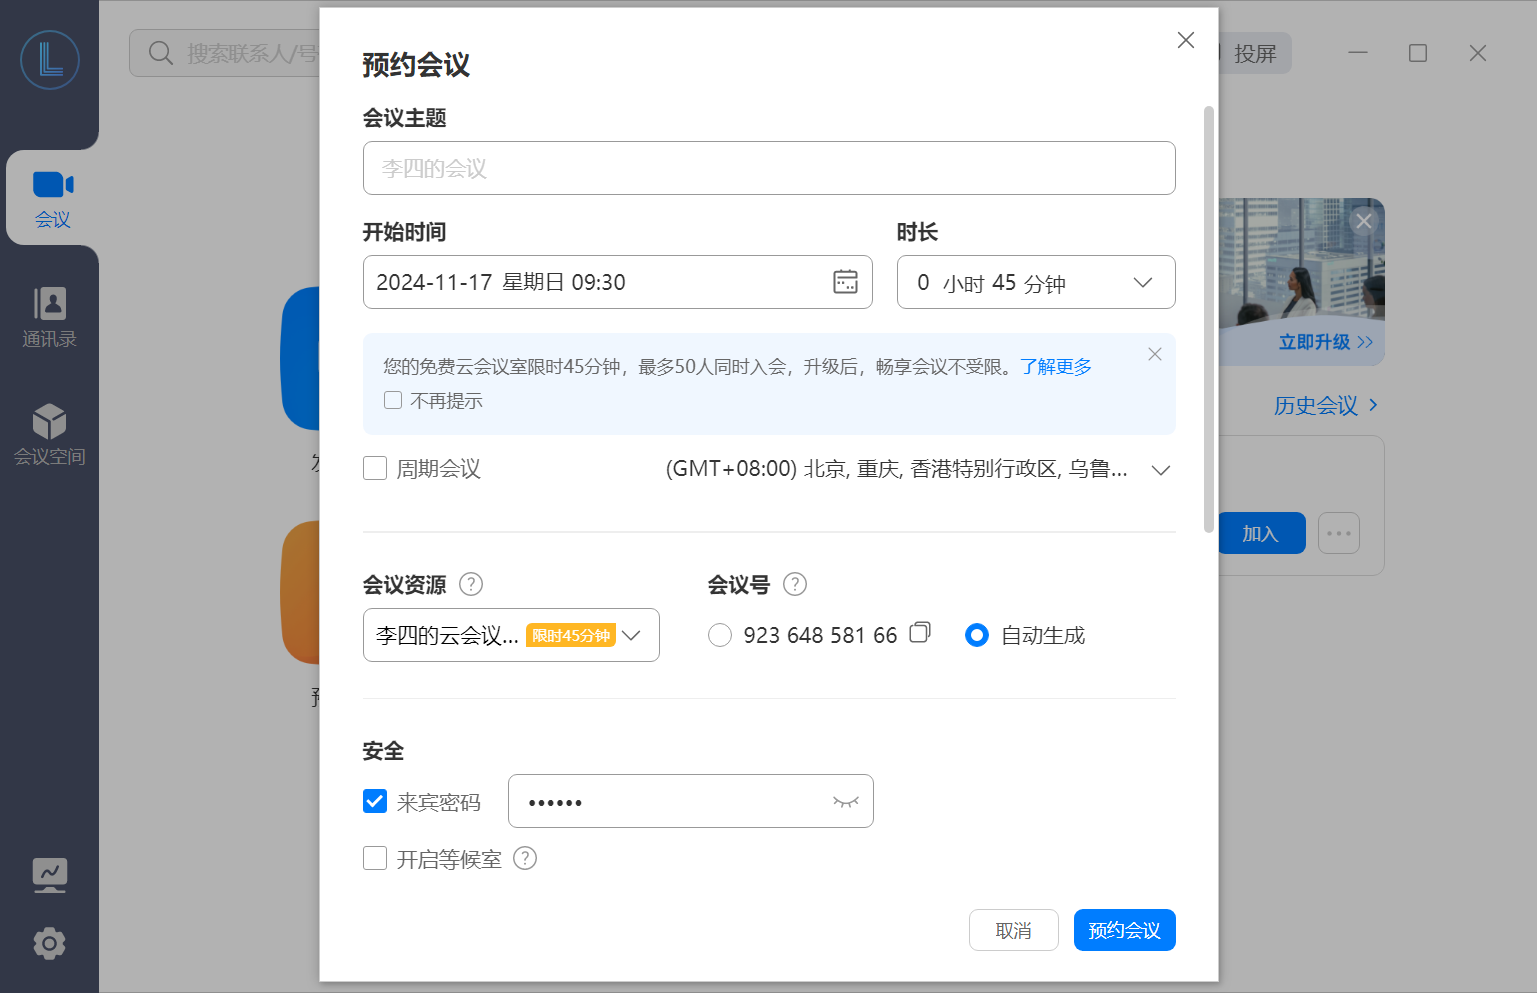 搜索联系人/号
投屏
会议
通讯录
会议空间
立即升级
历史会议
加入
预约会议
会议主题
李四的会议
开始时间
时长
2024-11-17 星期日 09:30
0 小时 45 分钟
您的免费云会议室限时45分钟，最多50人同时入会，升级后，畅享会议不受限。了解更多
不再提示
周期会议
(GMT+08:00) 北京, 重庆, 香港特别行政区, 乌鲁...
会议资源
会议号
李四的云会议... 限时45分钟
923 648 581 66
自动生成
安全
来宾密码
••••••
开启等候室
取消
预约会议